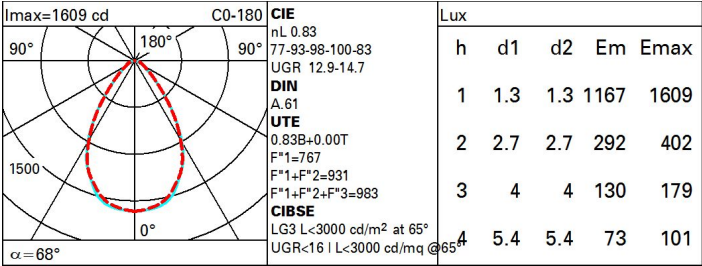 Imax=1609 cd C0-180
90° 180° 90°
1500
0°
α=68°
CIE
nL 0.83
77-93-98-100-83
UGR 12.9-14.7
DIN
A.61
UTE
0.83B+0.00T
F"1=767
F"1+F"2=931
F"1+F"2+F"3=983
CIBSE
LG3 L<3000 cd/m² at 65°
UGR<16 | L<3000 cd/mq @65°
Lux
h d1 d2 Em Emax
1 1.3 1.3 1167 1609
2 2.7 2.7 292 402
3 4 4 130 179
4 5.4 5.4 73 101